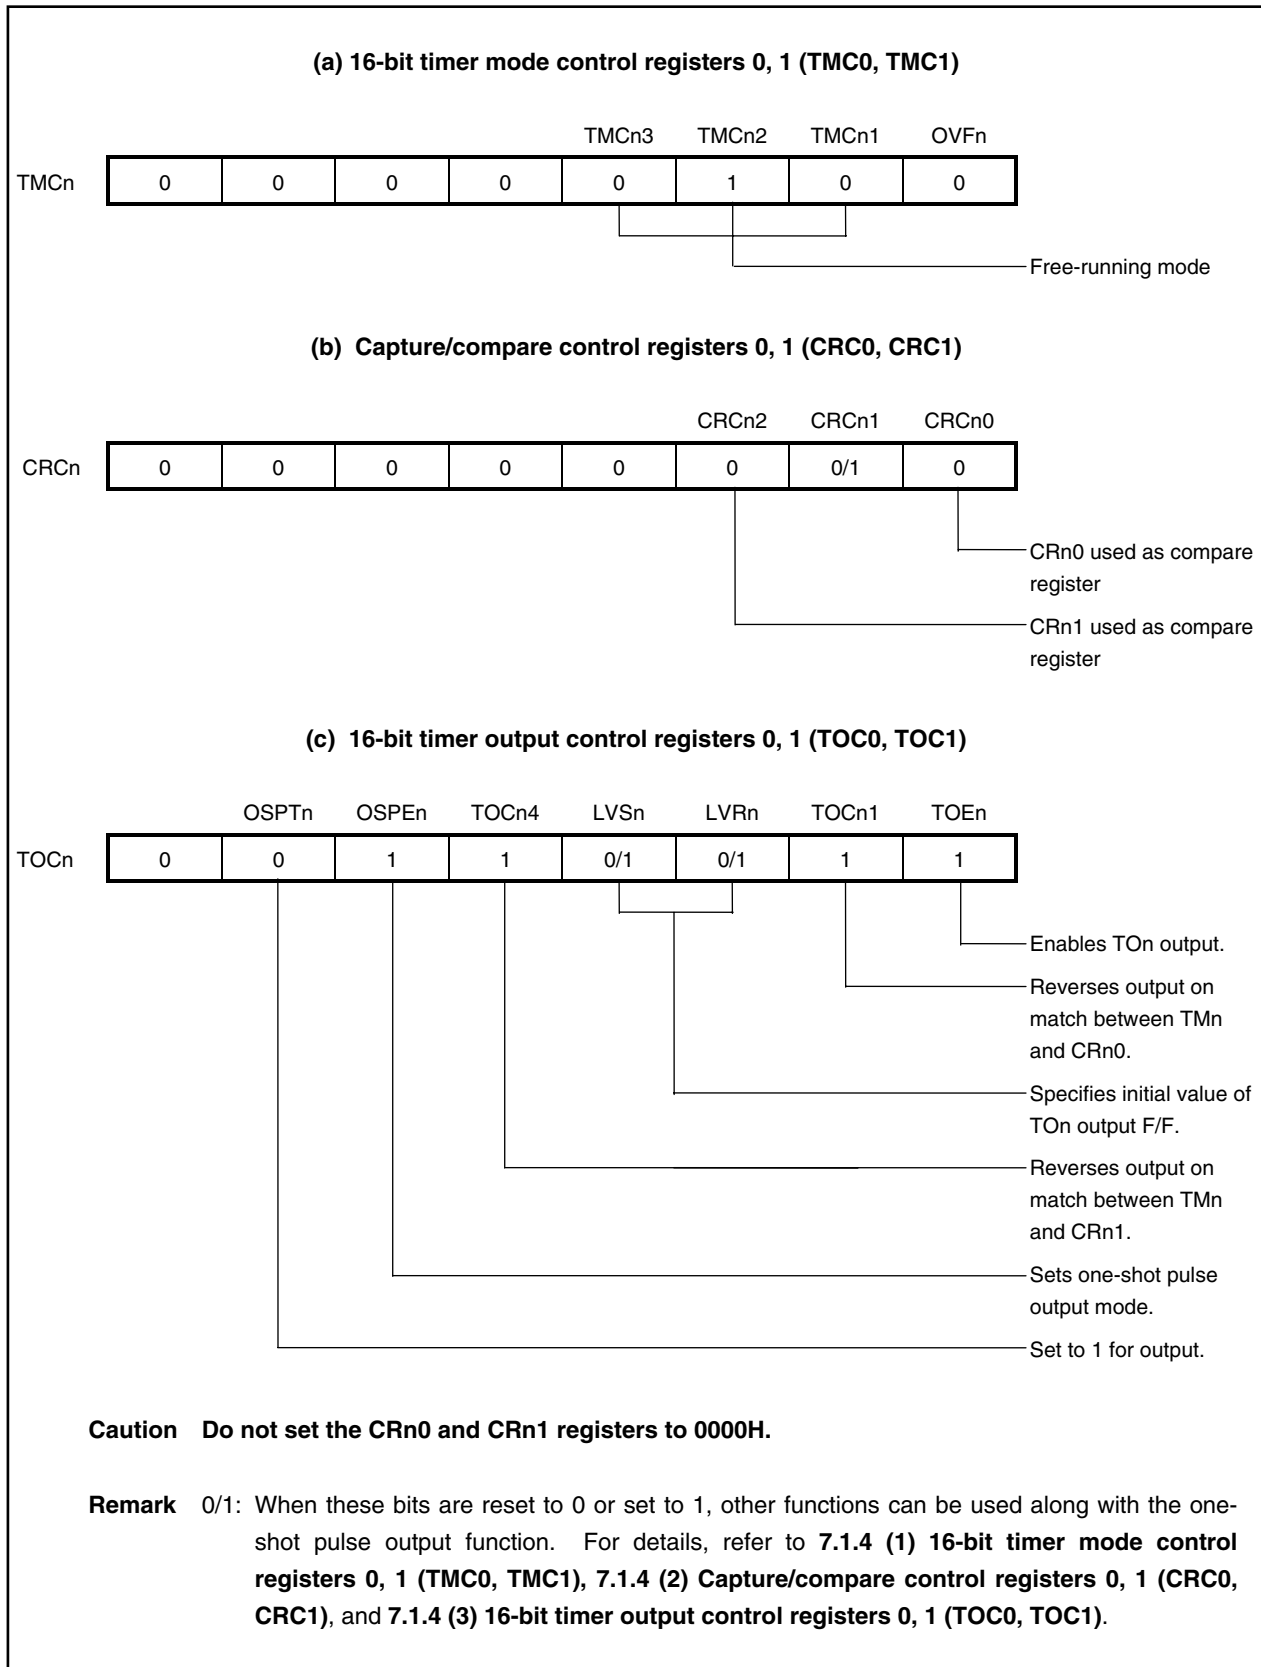 (a) 16-bit timer mode control registers 0, 1 (TMC0, TMC1)
TMCn3 TMCn2 TMCn1 OVFn
TMCn 0 0 0 0 0 1 0 0
Free-running mode
(b) Capture/compare control registers 0, 1 (CRC0, CRC1)
CRCn2 CRCn1 CRCn0
CRCn 0 0 0 0 0 0 0/1 0
CRn0 used as compare
register
CRn1 used as compare
register
(c) 16-bit timer output control registers 0, 1 (TOC0, TOC1)
OSPTn OSPEn TOCn4 LVSn LVRn TOCn1 TOEn
TOCn 0 0 1 1 0/1 0/1 1 1
Enables TOn output.
Reverses output on
match between TMn
and CRn0.
Specifies initial value of
TOn output F/F.
Reverses output on
match between TMn
and CRn1.
Sets one-shot pulse
output mode.
Set to 1 for output.
Caution Do not set the CRn0 and CRn1 registers to 0000H.
Remark 0/1: When these bits are reset to 0 or set to 1, other functions can be used along with the one-
shot pulse output function. For details, refer to 7.1.4 (1) 16-bit timer mode control
registers 0, 1 (TMC0, TMC1), 7.1.4 (2) Capture/compare control registers 0, 1 (CRC0,
CRC1), and 7.1.4 (3) 16-bit timer output control registers 0, 1 (TOC0, TOC1).